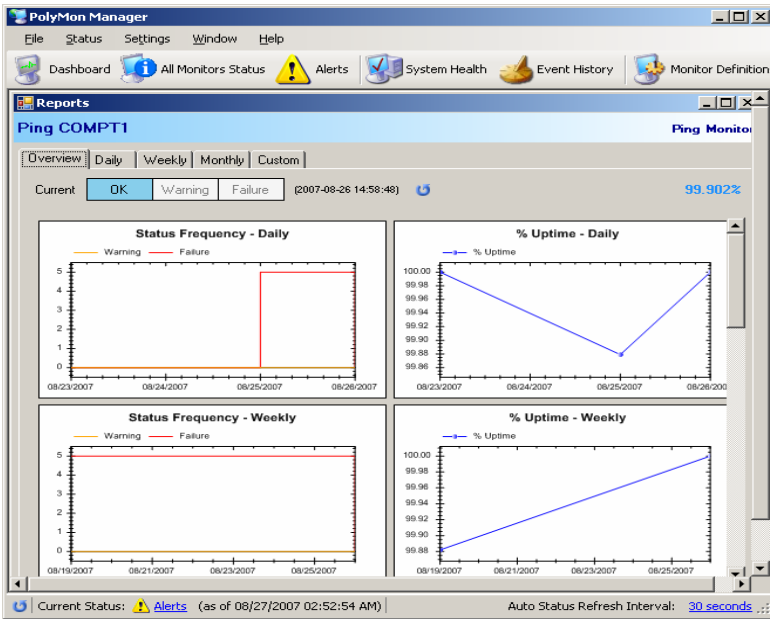 PolyMon Manager
File Status Settings Window Help
Dashboard All Monitors Status Alerts System Health Event History Monitor Definition
Reports
Ping COMPT1 Ping Monito
Overview Daily Weekly Monthly Custom
Current OK Warning Failure (2007-08-26 14:58:48) 99.902%
Status Frequency - Daily
Warning Failure
5
4
3
2
1
0
08/23/2007 08/24/2007 08/25/2007 08/26/2007
% Uptime - Daily
% Uptime
100.00
99.98
99.96
99.94
99.92
99.90
99.88
99.86
08/23/2007 08/24/2007 08/25/2007 08/26/200
Status Frequency - Weekly
Warning Failure
5
4
3
2
1
0
08/19/2007 08/21/2007 08/23/2007 08/25/2007
% Uptime - Weekly
% Uptime
100.00
99.98
99.96
99.94
99.92
99.90
99.88
08/19/2007 08/21/2007 08/23/2007 08/25/2007
Current Status: Alerts (as of 08/27/2007 02:52:54 AM) Auto Status Refresh Interval: 30 seconds